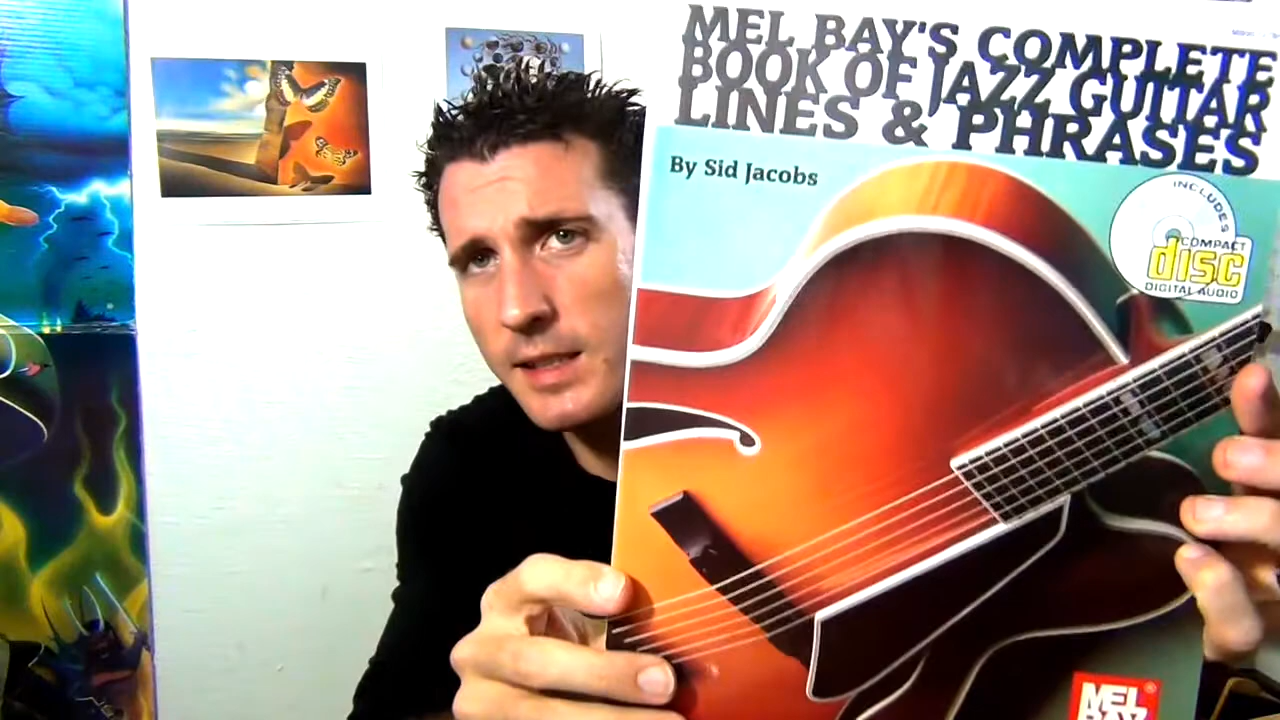 MEL BAY'S COMPLETE
BOOK OF JAZZ GUITAR
LINES & PHRASES
By Sid Jacobs
INCLUDES
COMPACT
disc
DIGITAL AUDIO
MEL
BAY